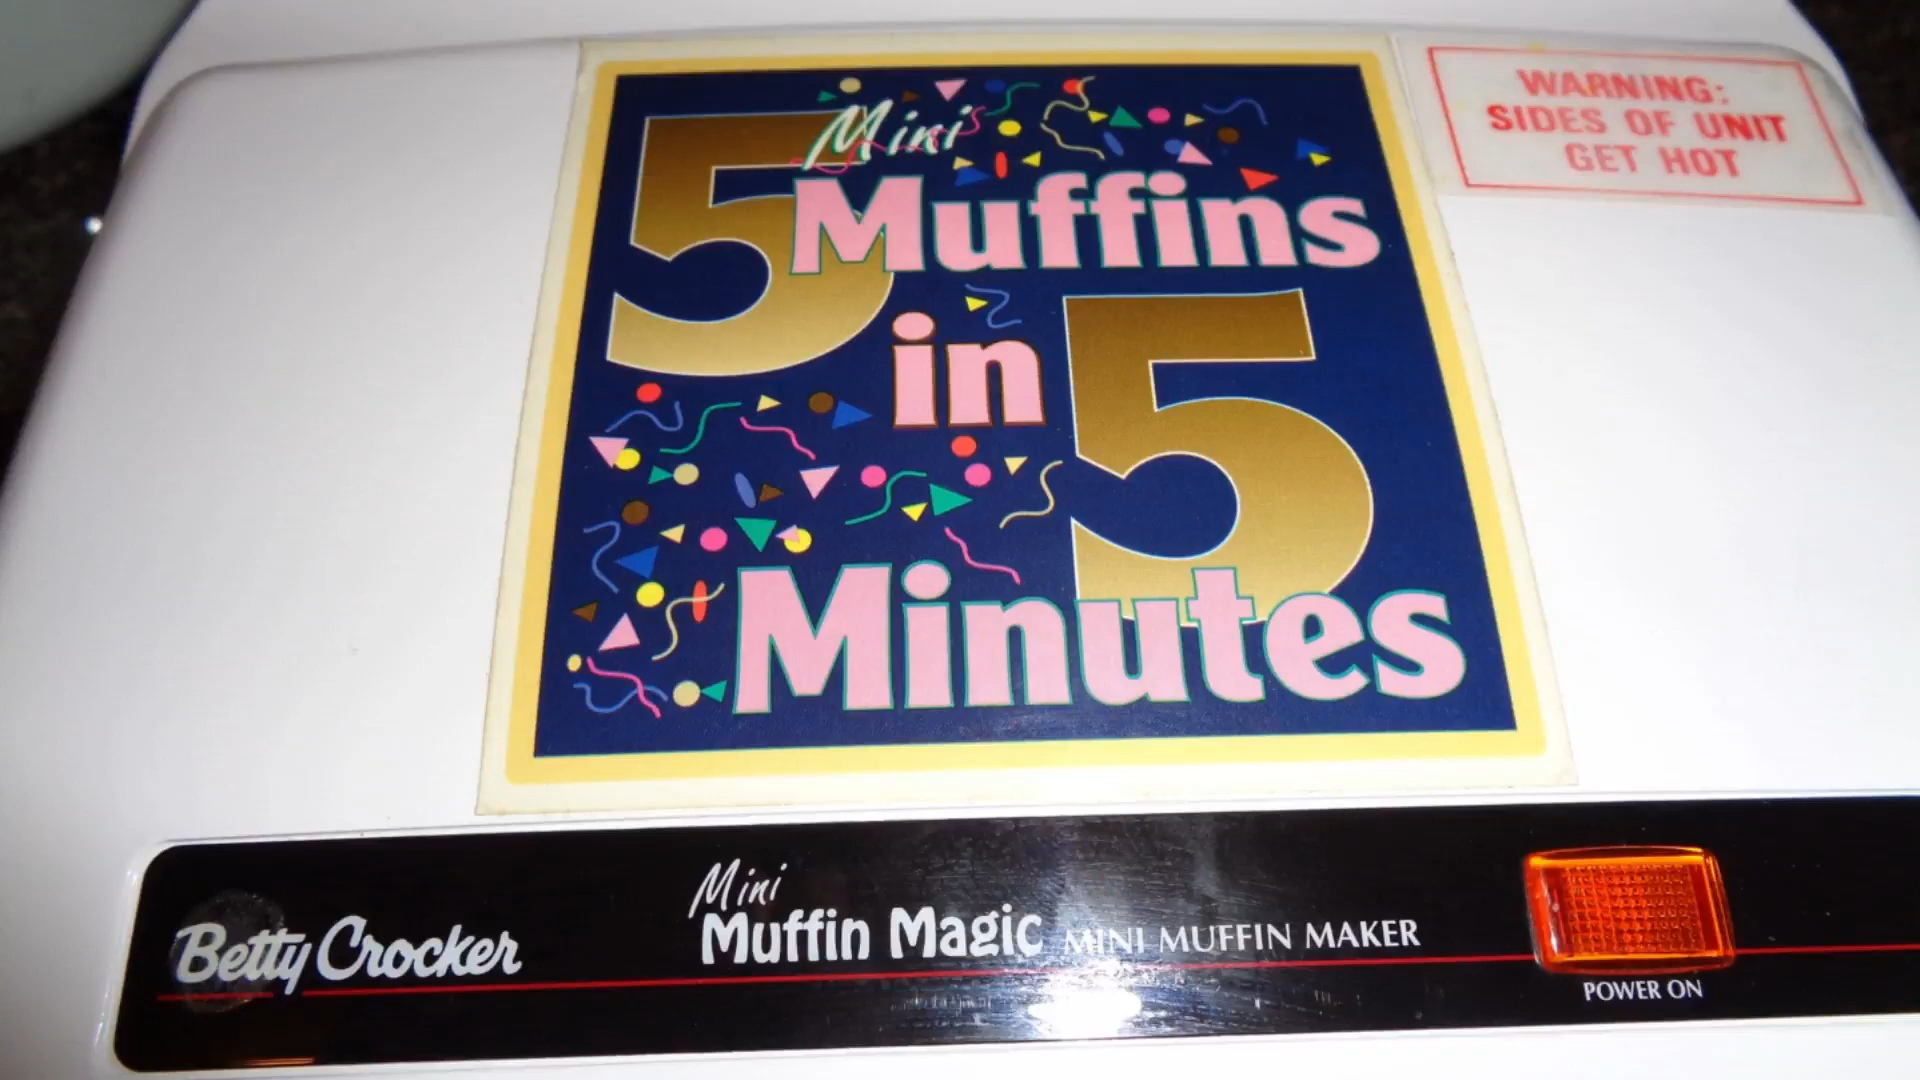 5 Mini
Muffins
in 5
Minutes
WARNING:
SIDES OF UNIT
GET HOT
Betty Crocker
Mini
Muffin Magic MINI MUFFIN MAKER
POWER ON